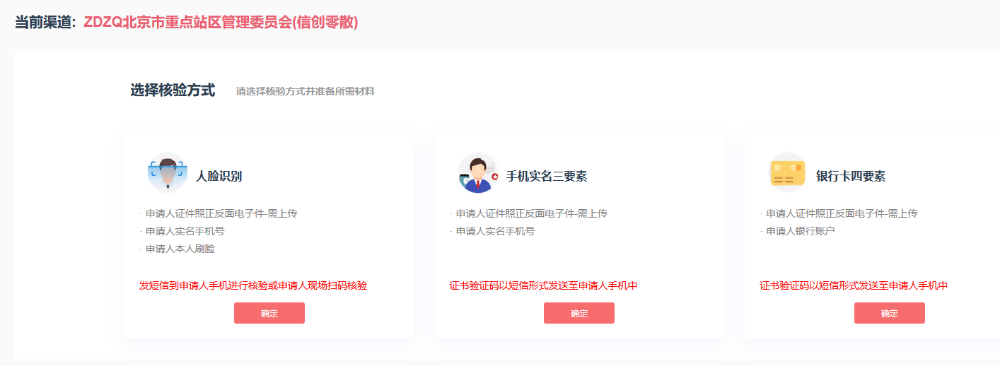 当前渠道: ZDZQ北京市重点站区管理委员会(信创零散)
选择核验方式 请选择核验方式并准备所需材料
人脸识别
· 申请人证件照正反面电子件-需上传
· 申请人实名手机号
· 申请人本人刷脸
发短信到申请人手机进行核验或申请人现场扫码核验
确定
手机实名三要素
· 申请人证件照正反面电子件-需上传
· 申请人实名手机号
证书验证码以短信形式发送至申请人手机中
确定
银行卡四要素
· 申请人证件照正反面电子件-需上传
· 申请人银行账户
证书验证码以短信形式发送至申请人手机中
确定